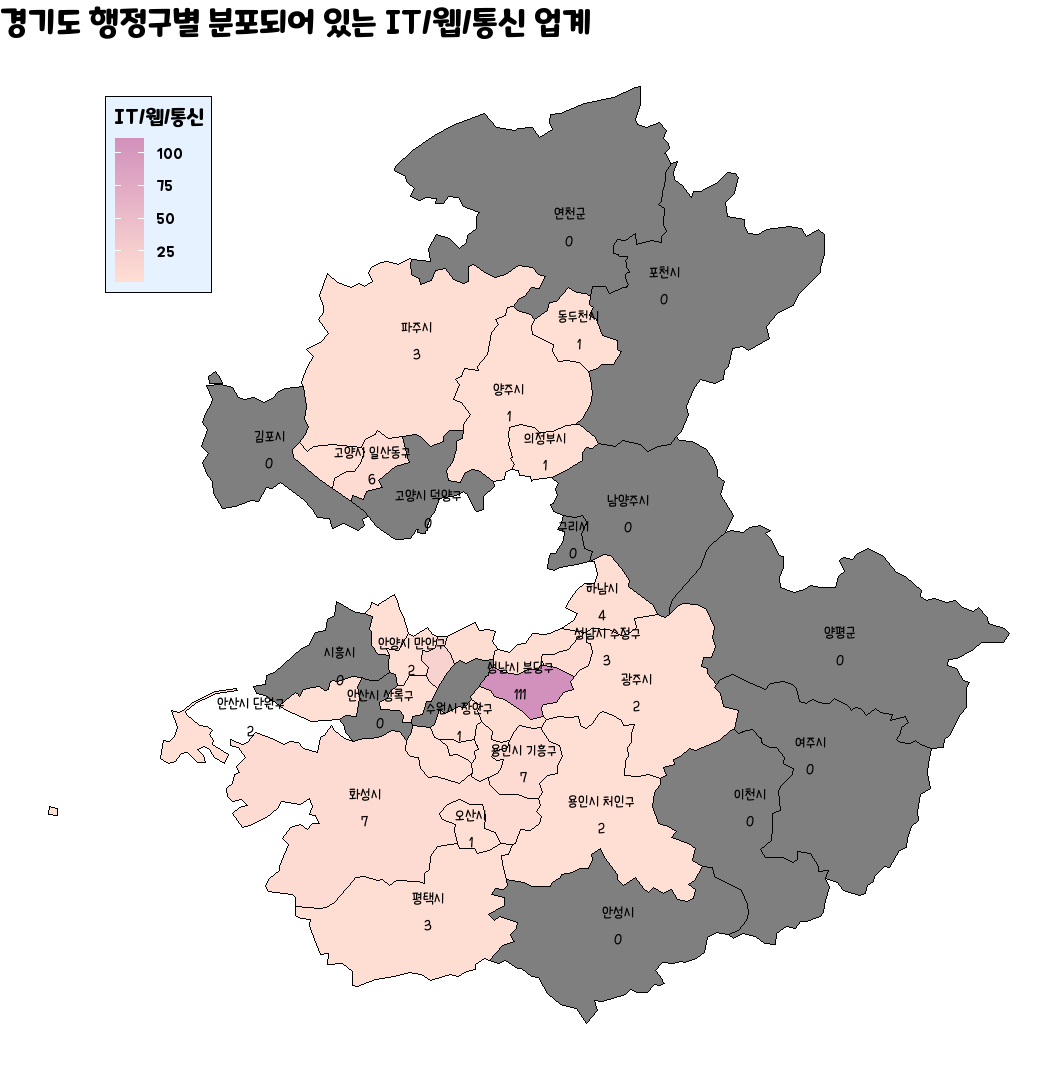 경기도 행정구별 분포되어 있는 IT/웹/통신 업계
IT/웹/통신
100
75
50
25
연천군
0
포천시
0
동두천시
1
파주시
3
양주시
1
의정부시
1
김포시
0
고양시 일산동구
6
고양시 덕양구
0
남양주시
0
구리시
0
하남시
4
성남시 수정구
3
양평군
0
안양시 만안구
2
시흥시
0
성남시 분당구
111
광주시
2
안산시 상록구
0
안산시 단원구
2
수원시 장안구
1
여주시
0
용인시 기흥구
7
화성시
7
이천시
0
용인시 처인구
2
오산시
1
평택시
3
안성시
0